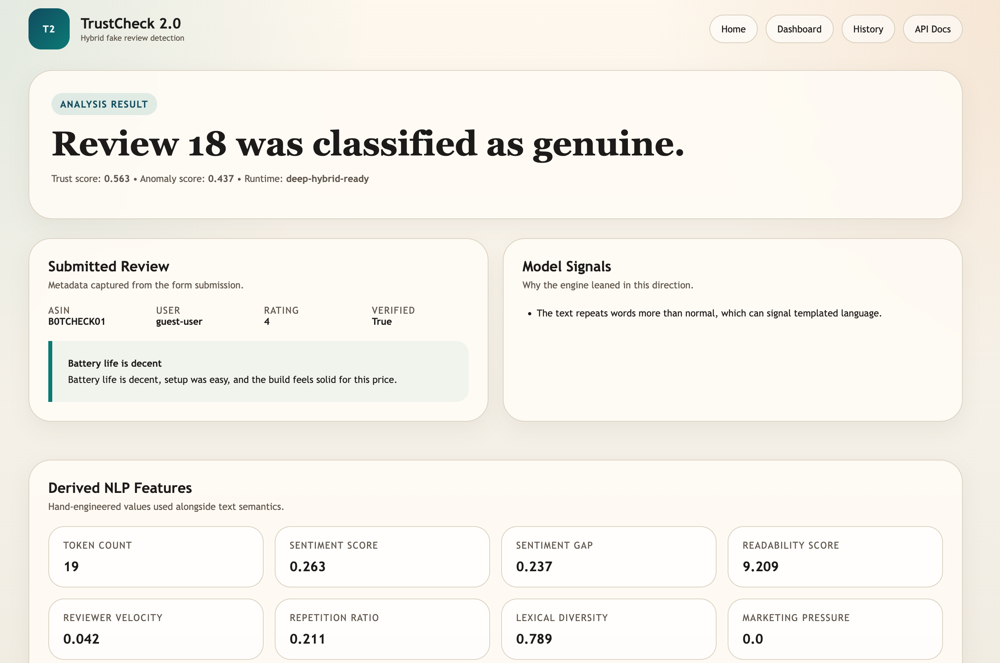 T2
TrustCheck 2.0
Hybrid fake review detection
Home
Dashboard
History
API Docs
ANALYSIS RESULT
Review 18 was classified as genuine.
Trust score: 0.563 • Anomaly score: 0.437 • Runtime: deep-hybrid-ready
Submitted Review
Metadata captured from the form submission.
ASIN
B0TCHECK01
USER
guest-user
RATING
4
VERIFIED
True
Battery life is decent
Battery life is decent, setup was easy, and the build feels solid for this price.
Model Signals
Why the engine leaned in this direction.
• The text repeats words more than normal, which can signal templated language.
Derived NLP Features
Hand-engineered values used alongside text semantics.
TOKEN COUNT
19
SENTIMENT SCORE
0.263
SENTIMENT GAP
0.237
READABILITY SCORE
9.209
REVIEWER VELOCITY
0.042
REPETITION RATIO
0.211
LEXICAL DIVERSITY
0.789
MARKETING PRESSURE
0.0